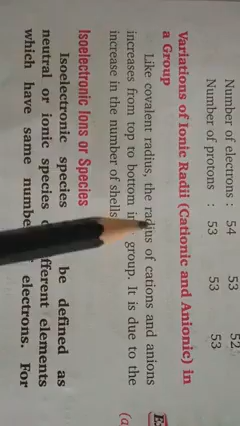 Number of electrons : 54 53 52
Number of protons : 53 53 53
Variations of Ionic Radii (Cationic and Anionic) in
a Group
Like covalent radius, the radius of cations and anions
increases from top to bottom in group. It is due to the
increase in the number of shells
Isoelectronic Ions or Species
Isoelectronic species be defined as
neutral or ionic species fferent elements
which have same numbe electrons. For
(a